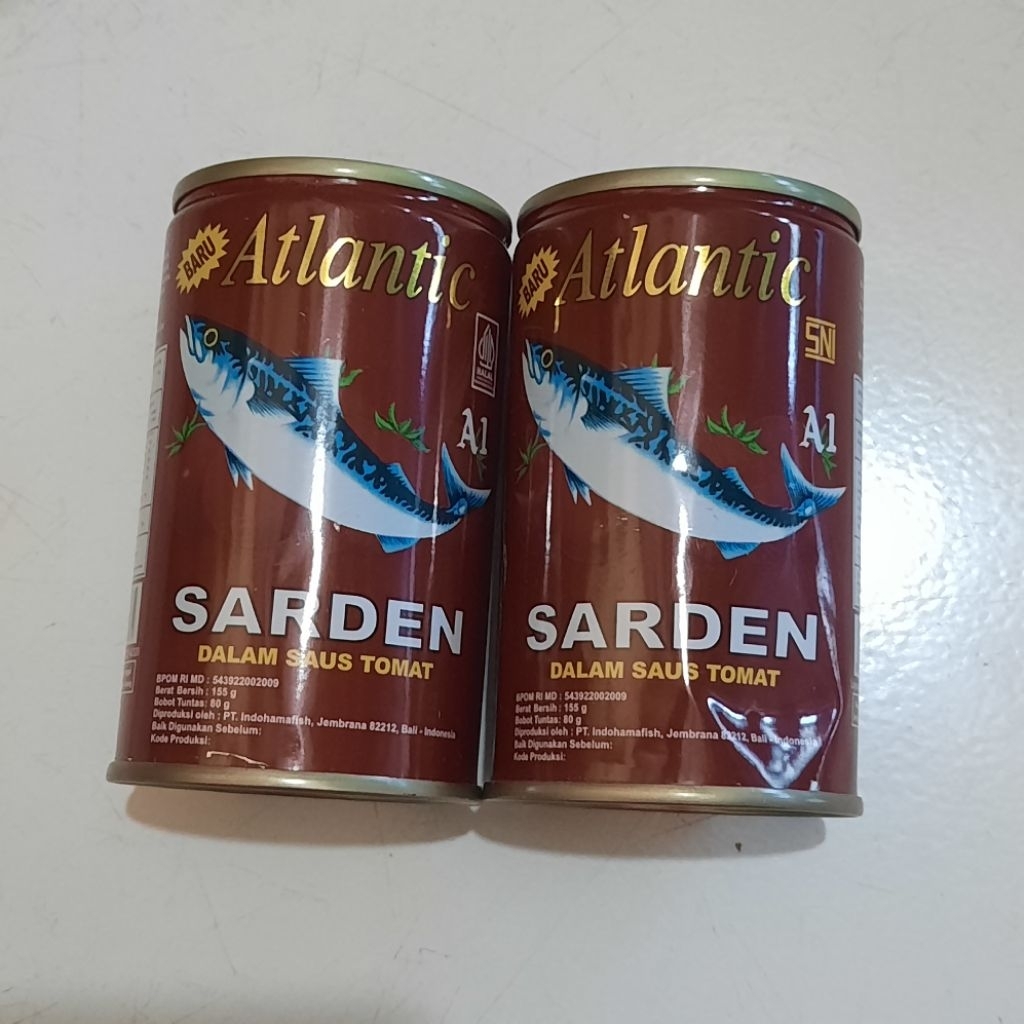 BARU
Atlantic
HALAL
A1
SARDEN
DALAM SAUS TOMAT
BPOM RI MD : 543922002009
Berat Bersih : 155 g
Bobot Tuntas: 80 g
Diproduksi oleh : PT. Indohamafish, Jembrana 82212, Bali - Indonesia
Baik Digunakan Sebelum:
Kode Produksi:
BARU
Atlantic
SNI
A1
SARDEN
DALAM SAUS TOMAT
BPOM RI MD : 543922002009
Berat Bersih : 155 g
Bobot Tuntas: 80 g
Diproduksi oleh : PT. Indohamafish, Jembrana 82212, Bali - Indonesia
Baik Digunakan Sebelum:
Kode Produksi: